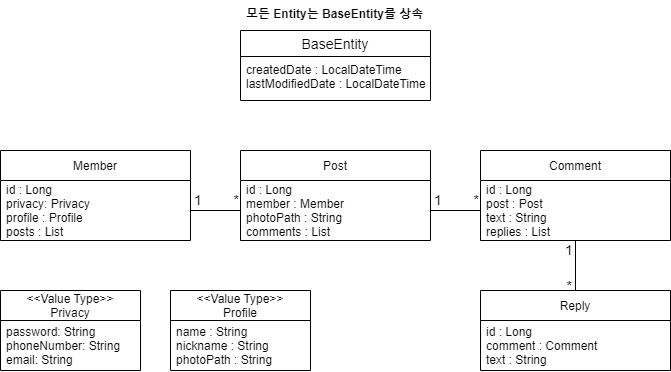 모든 Entity는 BaseEntity를 상속
BaseEntity
createdDate : LocalDateTime
lastModifiedDate : LocalDateTime
Member
id : Long
privacy: Privacy
profile : Profile
posts : List
1
*
Post
id : Long
member : Member
photoPath : String
comments : List
1
*
Comment
id : Long
post : Post
text : String
replies : List
1
*
<<Value Type>>
Privacy
password: String
phoneNumber: String
email: String
<<Value Type>>
Profile
name : String
nickname : String
photoPath : String
Reply
id : Long
comment : Comment
text : String